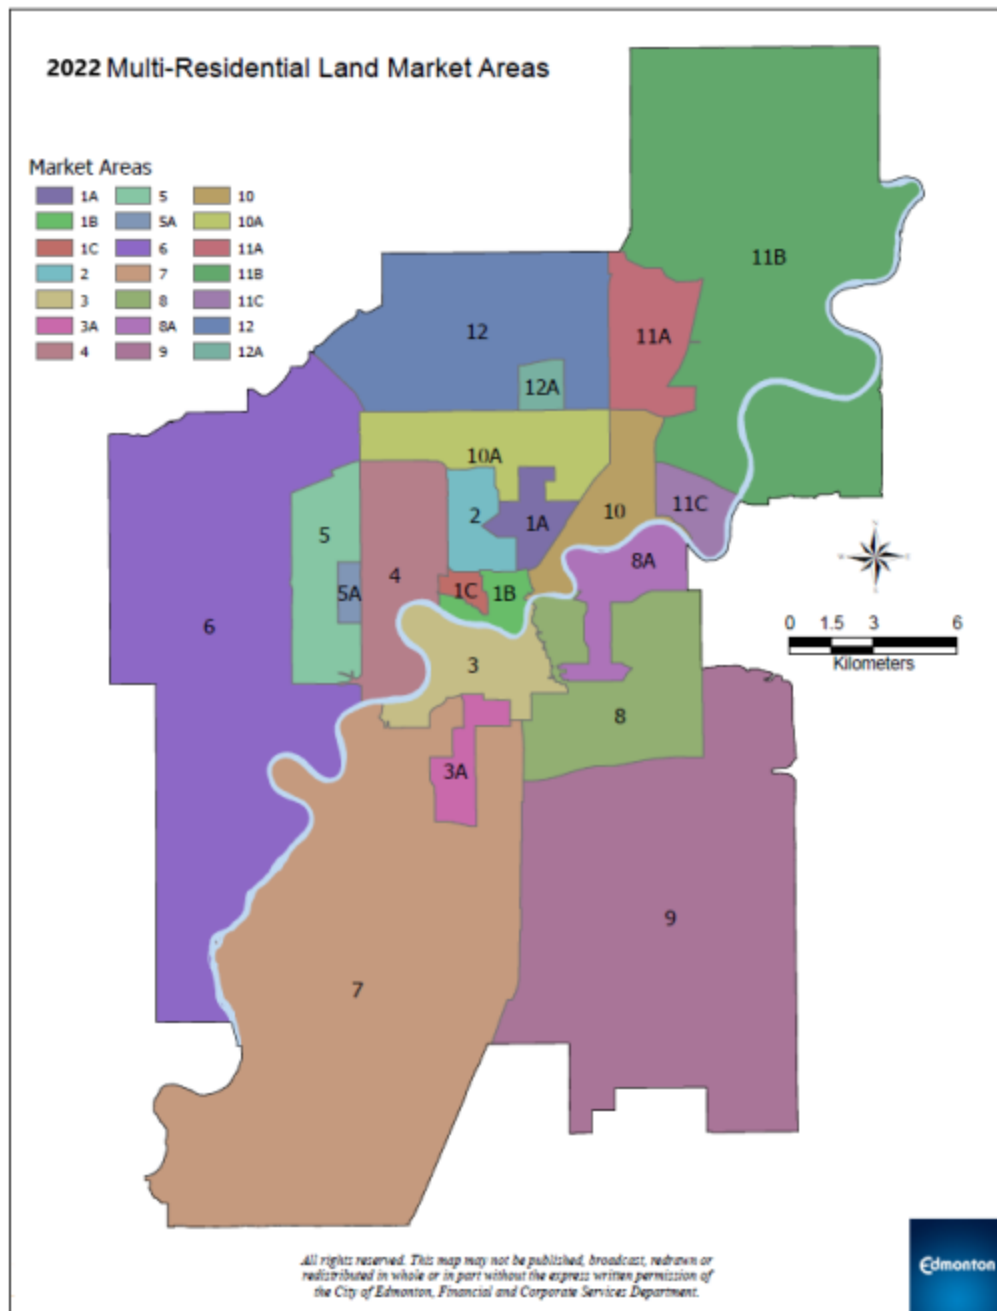 2022 Multi-Residential Land Market Areas
Market Areas
1A 5 10
1B 5A 10A
1C 6 11A
2 7 11B
3 8 11C
3A 8A 12
4 9 12A
11B
12
11A
12A
10A
2
1A
10
11C
5
8A
4
5A
1C
1B
6
3
8
3A
9
7
N
0 1.5 3 6
Kilometers
All rights reserved. This map may not be published, broadcast, redrawn or
redistributed in whole or in part without the express written permission of
the City of Edmonton, Financial and Corporate Services Department.
Edmonton